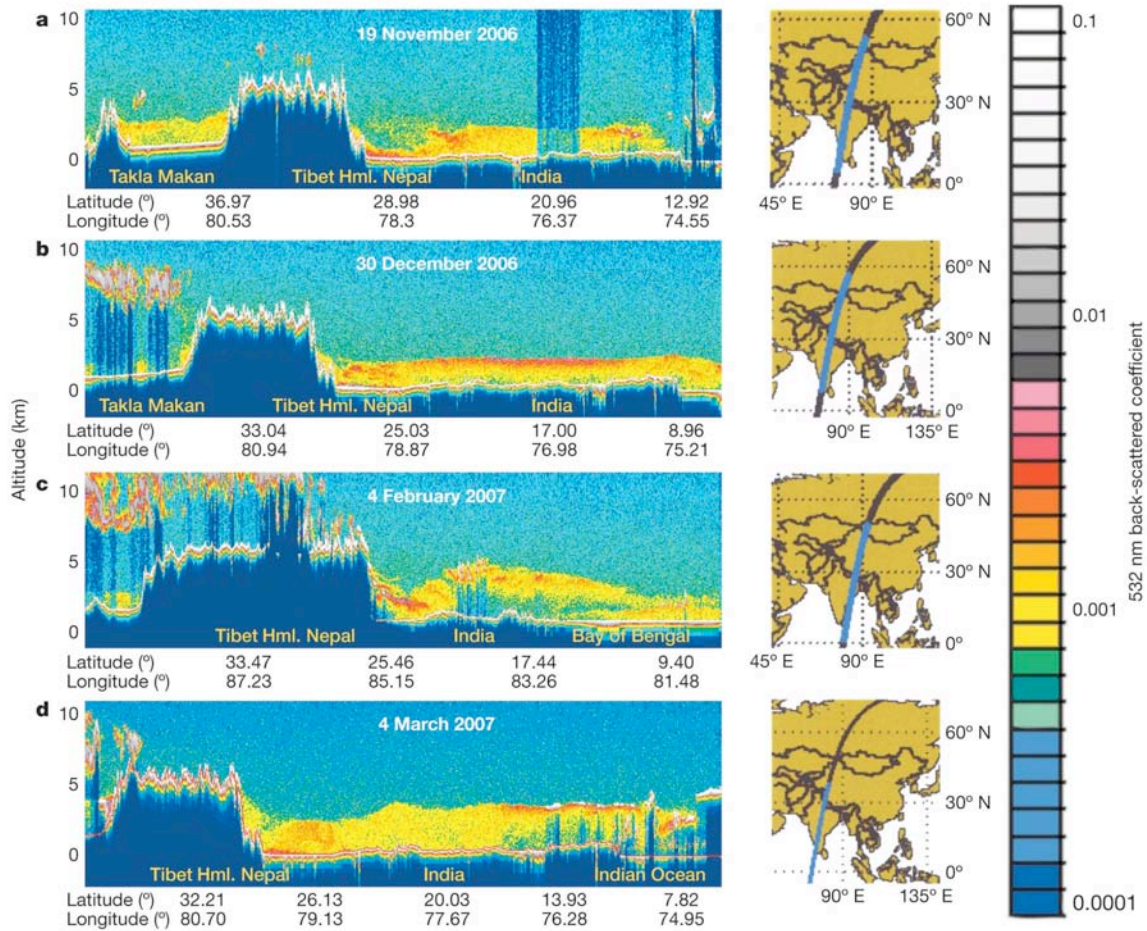 a
19 November 2006
10
5
0
Takla Makan Tibet Hml. Nepal India
Latitude (º) 36.97 28.98 20.96 12.92
Longitude (º) 80.53 78.3 76.37 74.55
60º N
30º N
0º
45º E 90º E
b
30 December 2006
10
5
0
Takla Makan Tibet Hml. Nepal India
Latitude (º) 33.04 25.03 17.00 8.96
Longitude (º) 80.94 78.87 76.98 75.21
60º N
30º N
0º
90º E 135º E
Altitude (km)
c
4 February 2007
10
5
0
Tibet Hml. Nepal India Bay of Bengal
Latitude (º) 33.47 25.46 17.44 9.40
Longitude (º) 87.23 85.15 83.26 81.48
60º N
30º N
0º
45º E 90º E
d
4 March 2007
10
5
0
Tibet Hml. Nepal India Indian Ocean
Latitude (º) 32.21 26.13 20.03 13.93 7.82
Longitude (º) 80.70 79.13 77.67 76.28 74.95
60º N
30º N
0º
90º E 135º E
0.1
0.01
0.001
0.0001
532 nm back-scattered coefficient